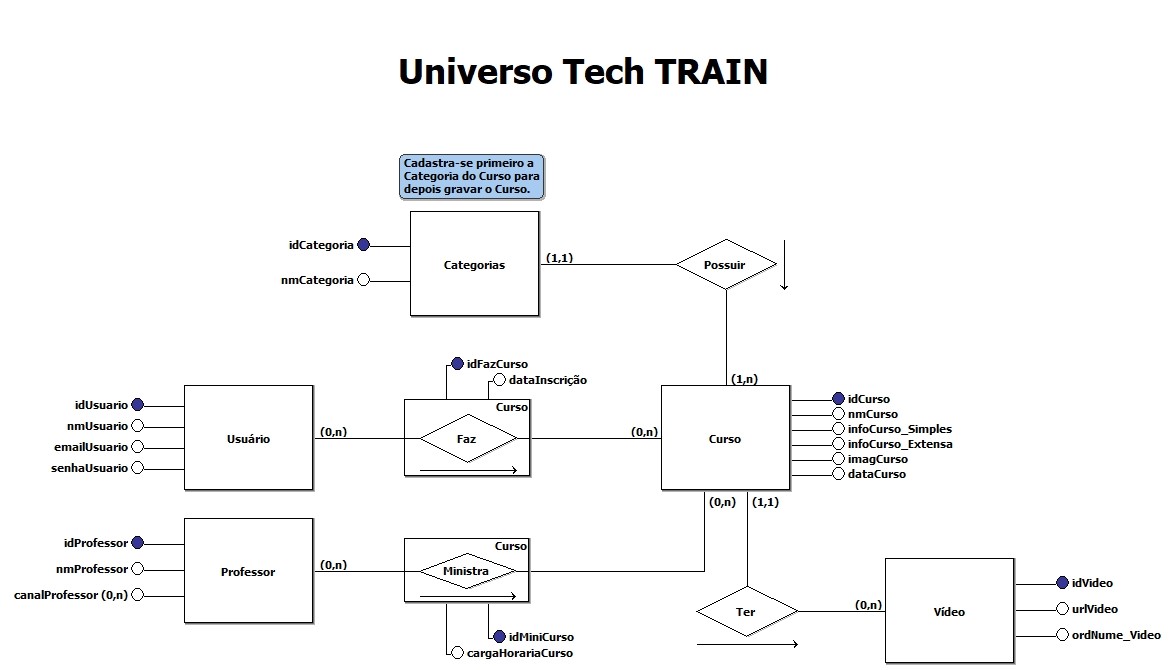 Universo Tech TRAIN
Cadastra-se primeiro a
Categoria do Curso para
depois gravar o Curso.
idCategoria
nmCategoria
Categorias
(1,1)
Possuir
(1,n)
idFazCurso
dataInscrição
idUsuario
nmUsuario
emailUsuario
senhaUsuario
Usuário
(0,n)
Curso
Faz
(0,n)
Curso
idCurso
nmCurso
infoCurso_Simples
infoCurso_Extensa
imagCurso
dataCurso
(0,n)
(1,1)
idProfessor
nmProfessor
canalProfessor (0,n)
Professor
(0,n)
Curso
Ministra
idMiniCurso
cargaHorariaCurso
Ter
(0,n)
Vídeo
idVideo
urlVideo
ordNume_Video